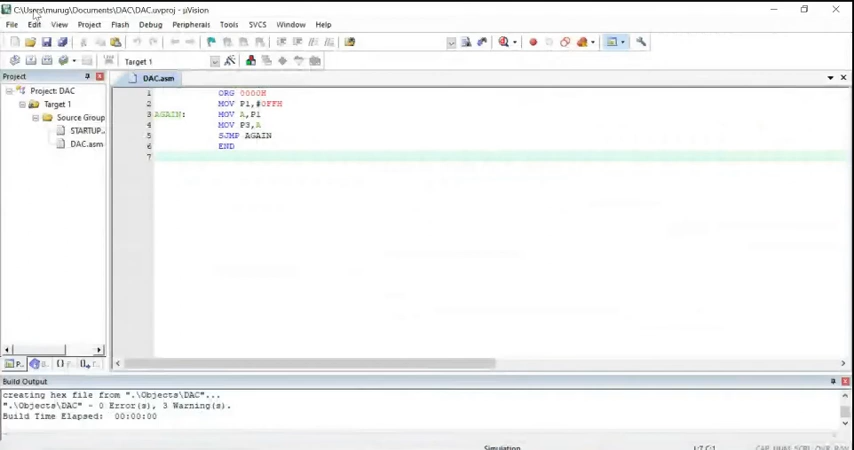 C:\Users\murug\Documents\DAC\DAC.uvproj - µVision
File Edit View Project Flash Debug Peripherals Tools SVCS Window Help
Target 1
Project
DAC.asm
Project: DAC
Target 1
Source Group
STARTUP..
DAC.asm
1 ORG 0000H
2 MOV P1,#0FFH
3 AGAIN: MOV A,P1
4 MOV P3,A
5 SJMP AGAIN
6 END
7
Build Output
creating hex file from ".\Objects\DAC"...
".\Objects\DAC" - 0 Error(s), 3 Warning(s).
Build Time Elapsed: 00:00:00
Simulation